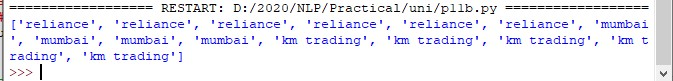 ================== RESTART: D:/2020/NLP/Practical/uni/p11b.py ==================
['reliance', 'reliance', 'reliance', 'reliance', 'reliance', 'reliance', 'mumbai
', 'mumbai', 'mumbai', 'mumbai', 'km trading', 'km trading', 'km trading', 'km t
rading', 'km trading']
>>>